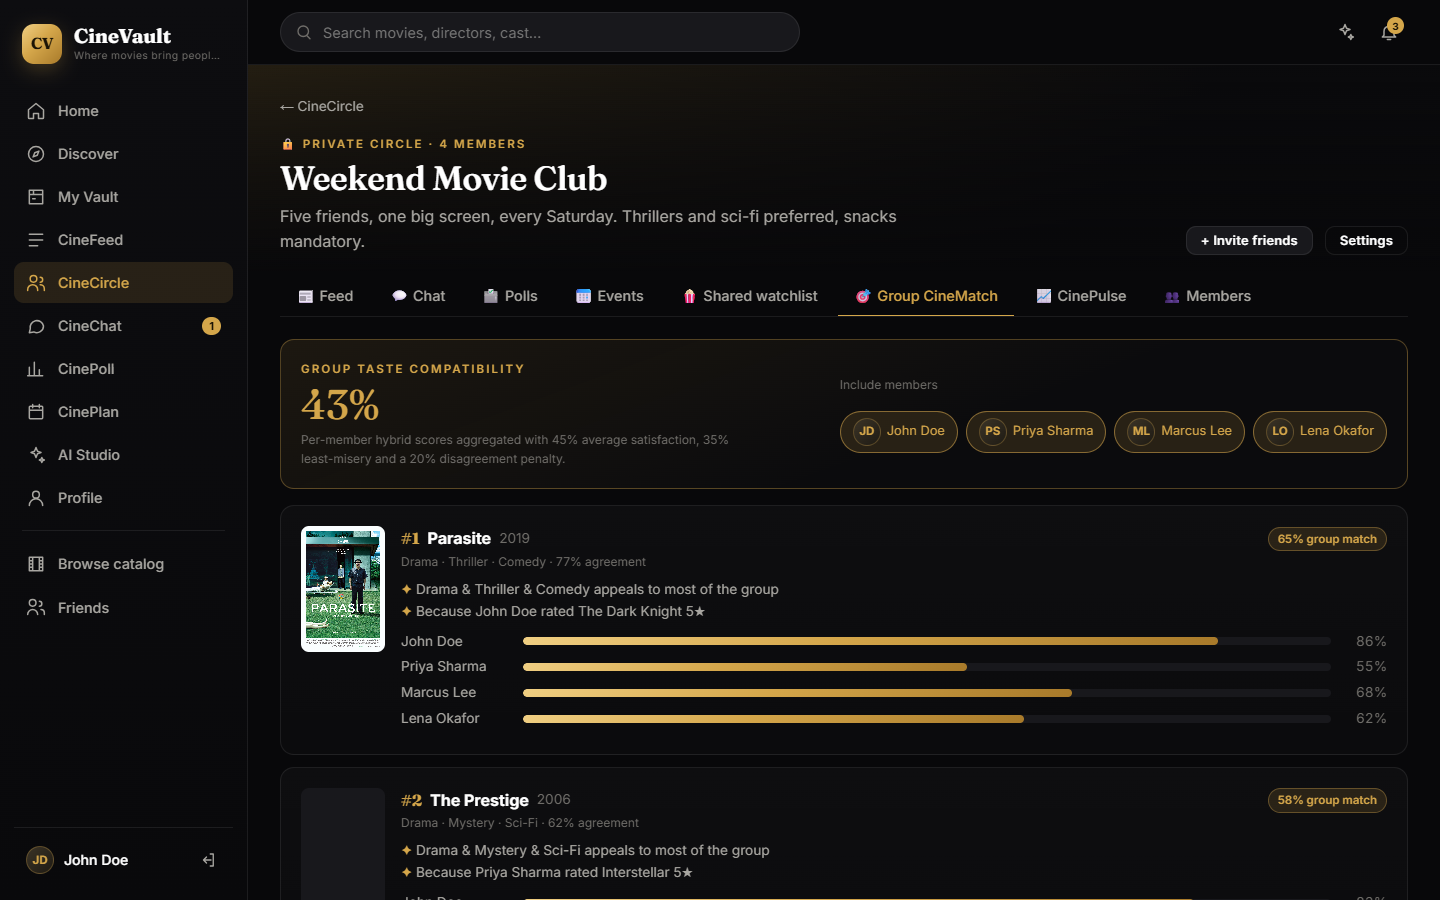 CV
CineVault
Where movies bring peopl...
Home
Discover
My Vault
CineFeed
CineCircle
CineChat
1
CinePoll
CinePlan
AI Studio
Profile
Browse catalog
Friends
JD
John Doe
Search movies, directors, cast...
3
← CineCircle
PRIVATE CIRCLE · 4 MEMBERS
Weekend Movie Club
Five friends, one big screen, every Saturday. Thrillers and sci-fi preferred, snacks
mandatory.
+ Invite friends
Settings
Feed
Chat
Polls
Events
Shared watchlist
Group CineMatch
CinePulse
Members
GROUP TASTE COMPATIBILITY
43%
Per-member hybrid scores aggregated with 45% average satisfaction, 35%
least-misery and a 20% disagreement penalty.
Include members
JD John Doe
PS Priya Sharma
ML Marcus Lee
LO Lena Okafor
PARASITE
#1 Parasite 2019
65% group match
Drama · Thriller · Comedy · 77% agreement
✦ Drama & Thriller & Comedy appeals to most of the group
✦ Because John Doe rated The Dark Knight 5★
John Doe 86%
Priya Sharma 55%
Marcus Lee 68%
Lena Okafor 62%
#2 The Prestige 2006
58% group match
Drama · Mystery · Sci-Fi · 62% agreement
✦ Drama & Mystery & Sci-Fi appeals to most of the group
✦ Because Priya Sharma rated Interstellar 5★